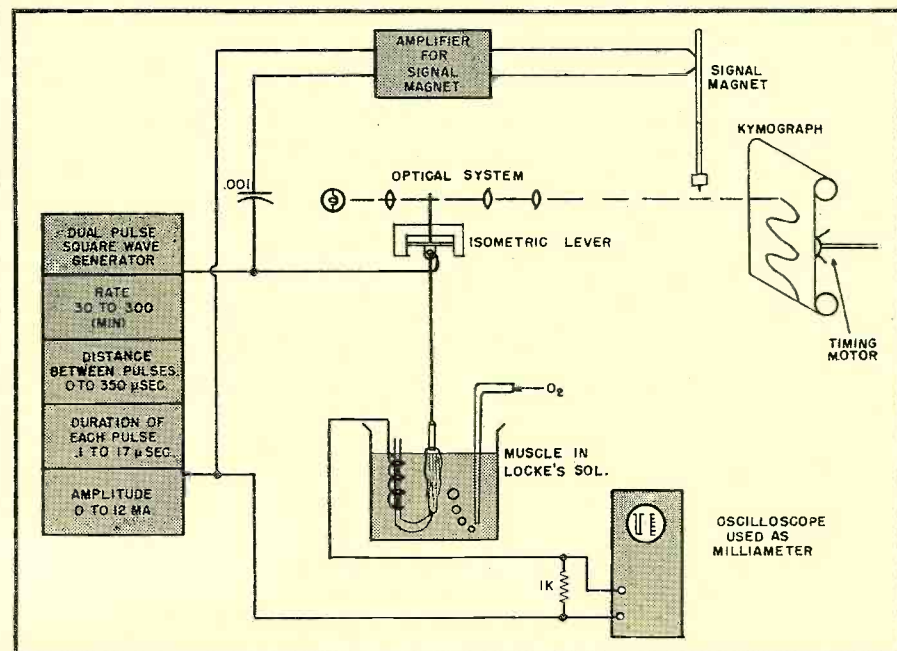 AMPLIFIER
FOR
SIGNAL
MAGNET
SIGNAL
MAGNET
KYMOGRAPH
.001
OPTICAL SYSTEM
ISOMETRIC LEVER
DUAL PULSE
SQUARE WAVE
GENERATOR
RATE
30 TO 300
(MIN)
DISTANCE
BETWEEN PULSES
0 TO 350 µSEC.
DURATION OF
EACH PULSE
.1 TO 17 µ SEC.
AMPLITUDE
0 TO 12 MA.
TIMING
MOTOR
O2
MUSCLE IN
LOCKE'S SOL.
OSCILLOSCOPE
USED AS
MILLIAMETER
1K